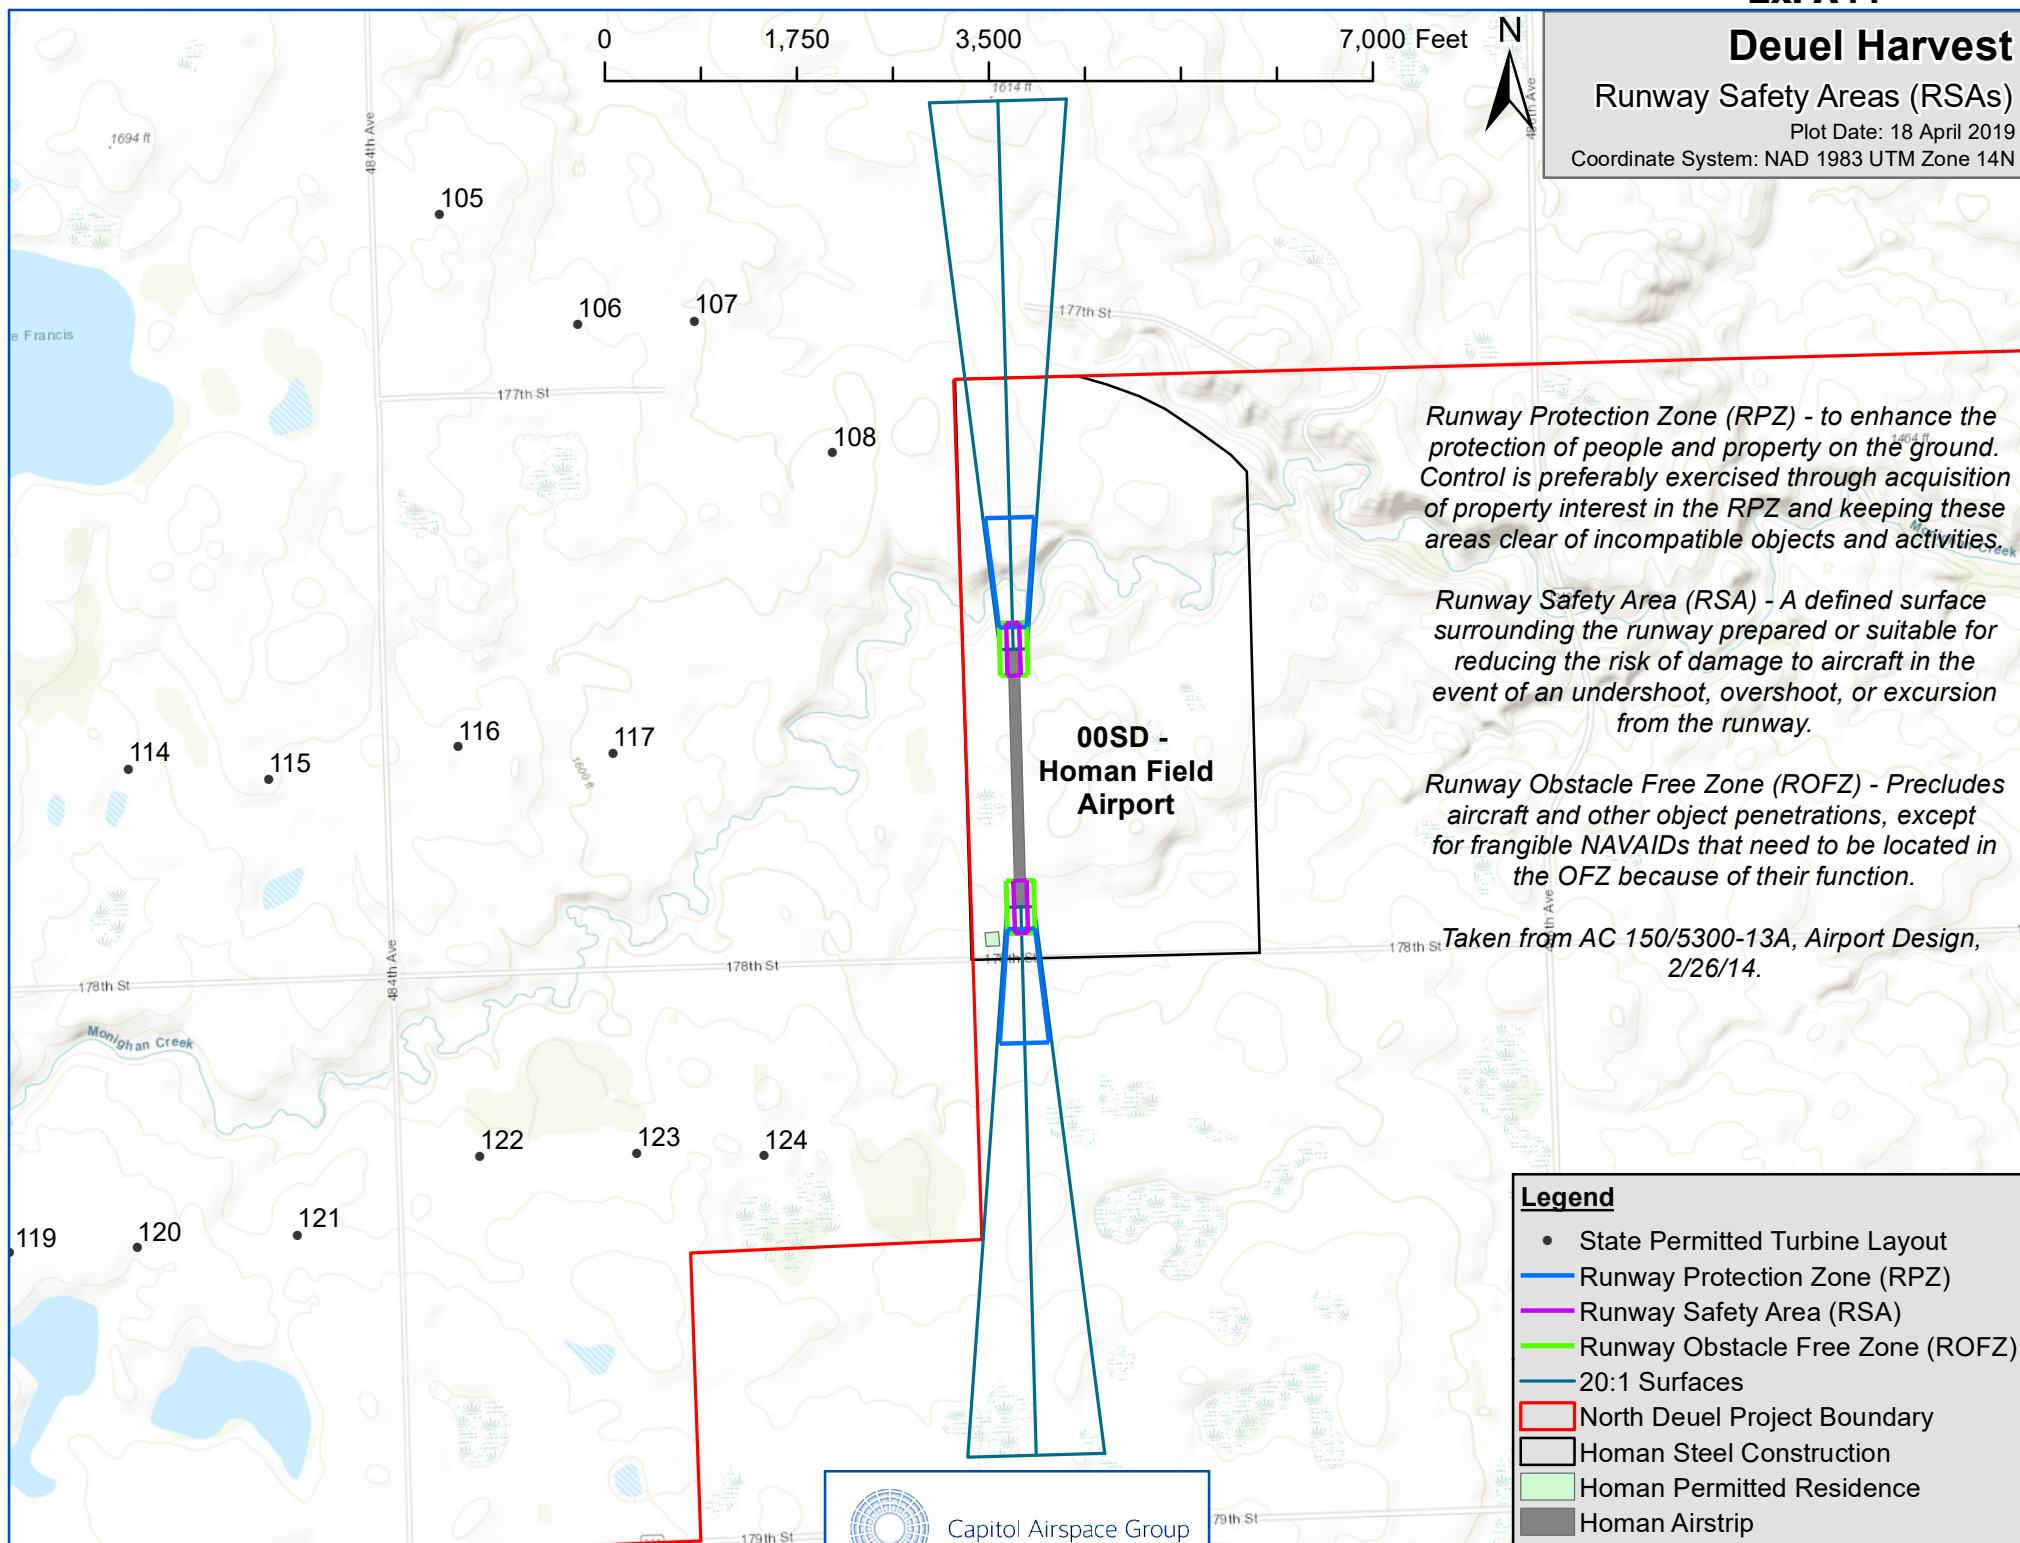 0 1,750 3,500 7,000 Feet
N
Deuel Harvest
Runway Safety Areas (RSAs)
Plot Date: 18 April 2019
Coordinate System: NAD 1983 UTM Zone 14N
1614 ft
1694 ft
484th Ave
105
106
107
177th St
e Francis
177th St
108
Runway Protection Zone (RPZ) - to enhance the
protection of people and property on the ground.
Control is preferably exercised through acquisition
of property interest in the RPZ and keeping these
areas clear of incompatible objects and activities.
1464 ft
Creek
Runway Safety Area (RSA) - A defined surface
surrounding the runway prepared or suitable for
reducing the risk of damage to aircraft in the
event of an undershoot, overshoot, or excursion
from the runway.
Runway Obstacle Free Zone (ROFZ) - Precludes
aircraft and other object penetrations, except
for frangible NAVAIDs that need to be located in
the OFZ because of their function.
Taken from AC 150/5300-13A, Airport Design,
2/26/14.
114
115
116
117
1600 ft
00SD -
Homan Field
Airport
484th Ave
178th St
178th St
178th St
Monighan Creek
122
123
124
119
120
121
Legend
State Permitted Turbine Layout
Runway Protection Zone (RPZ)
Runway Safety Area (RSA)
Runway Obstacle Free Zone (ROFZ)
20:1 Surfaces
North Deuel Project Boundary
Homan Steel Construction
Homan Permitted Residence
Homan Airstrip
Capitol Airspace Group
179th St
79th St